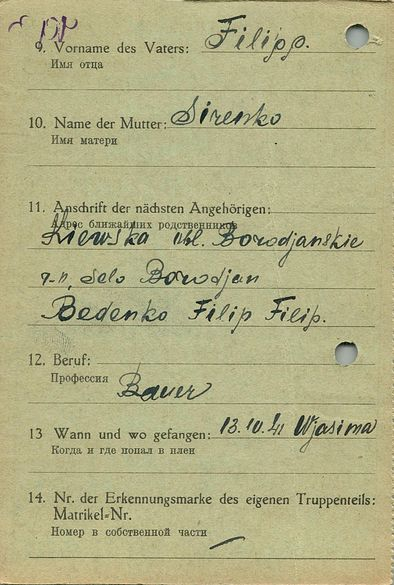 9. Vorname des Vaters: Filipp.
Имя отца
10. Name der Mutter: Sirenko
Имя матери
11. Anschrift der nächsten Angehörigen:
Адрес ближайших родственников
Kiewska obl. Borodjanskie
r-n, selo Borodjan
Bedenko Filip Filip.
12. Beruf:
Профессия
Bauer
13 Wann und wo gefangen: 13.10.41 Wjasma
Когда и где попал в плен
14. Nr. der Erkennungsmarke des eigenen Truppenteils:
Matrikel-Nr.
Номер в собственной части —